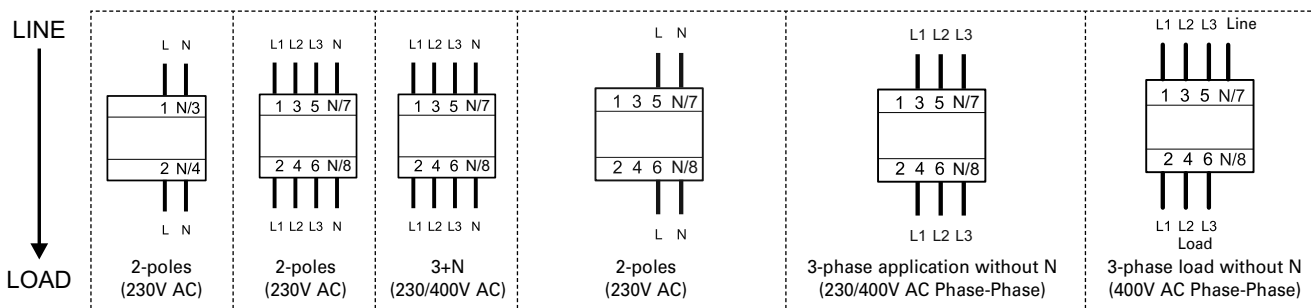 LINE
LOAD
L N
1 N/3
2 N/4
L N
2-poles
(230V AC)
L1 L2 L3 N
1 3 5 N/7
2 4 6 N/8
L1 L2 L3 N
2-poles
(230V AC)
L1 L2 L3 N
1 3 5 N/7
2 4 6 N/8
L1 L2 L3 N
3+N
(230/400V AC)
L N
1 3 5 N/7
2 4 6 N/8
L N
2-poles
(230V AC)
L1 L2 L3
1 3 5 N/7
2 4 6 N/8
L1 L2 L3
3-phase application without N
(230/400V AC Phase-Phase)
L1 L2 L3 Line
1 3 5 N/7
2 4 6 N/8
L1 L2 L3
Load
3-phase load without N
(400V AC Phase-Phase)